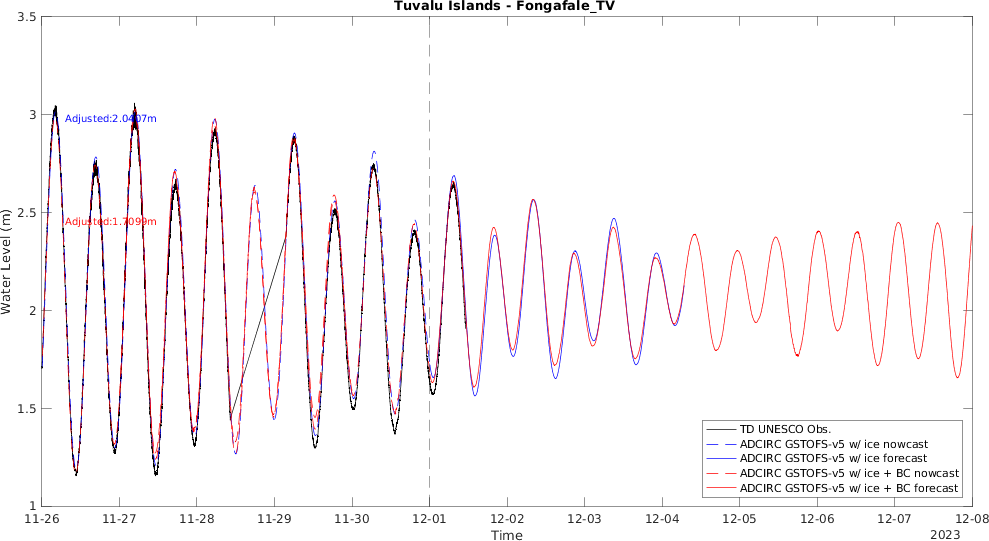 Tuvalu Islands - Fongafale_TV
3.5
3
2.5
2
1.5
1
Water Level (m)
Adjusted:2.0407m
Adjusted:1.7099m
TD UNESCO Obs.
ADCIRC GSTOFS-v5 w/ ice nowcast
ADCIRC GSTOFS-v5 w/ ice forecast
ADCIRC GSTOFS-v5 w/ ice + BC nowcast
ADCIRC GSTOFS-v5 w/ ice + BC forecast
11-26 11-27 11-28 11-29 11-30 12-01 12-02 12-03 12-04 12-05 12-06 12-07 12-08
Time
2023